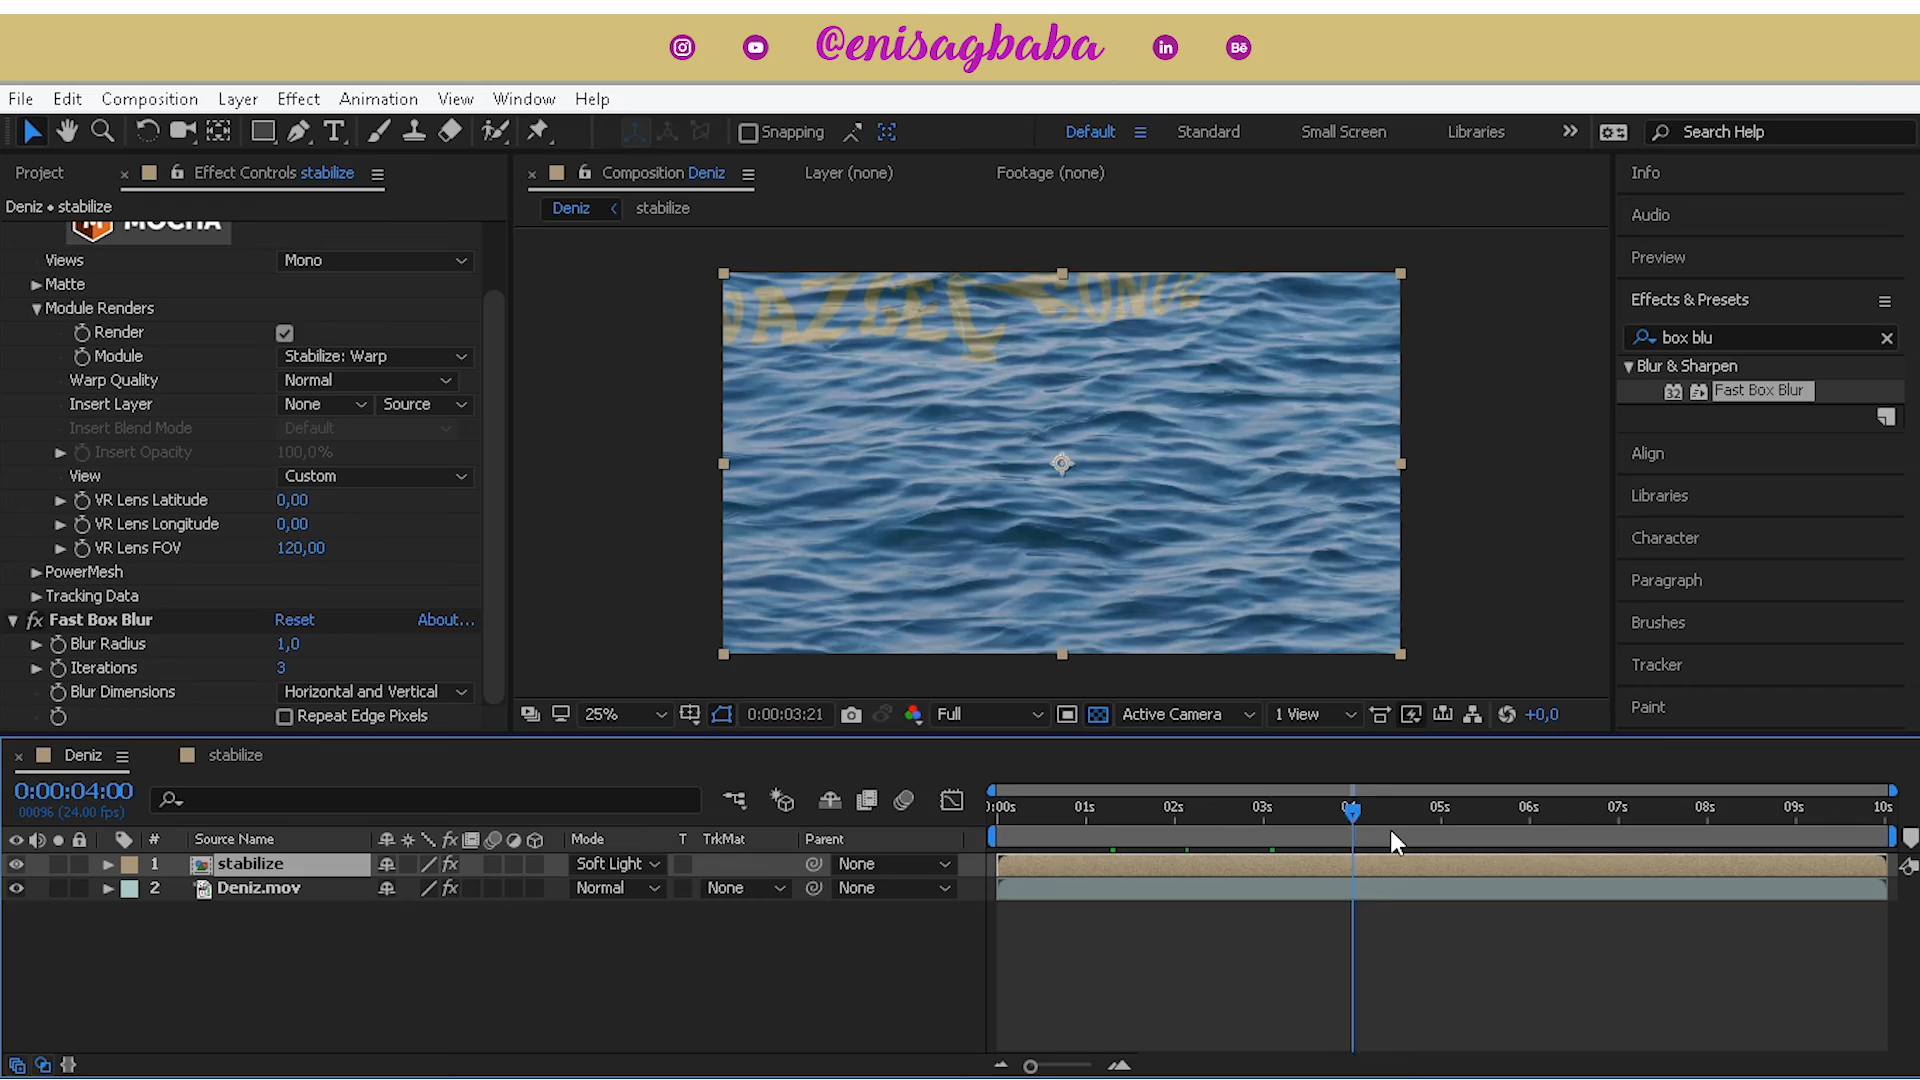 @enisagbaba
File Edit Composition Layer Effect Animation View Window Help
Snapping Default Standard Small Screen Libraries Search Help
Project Effect Controls stabilize Composition Deniz Layer (none) Footage (none) Info
Deniz • stabilize Deniz stabilize
Audio
MOCHA
Views Mono Preview
Matte
Module Renders Effects & Presets
Render
Module Stabilize: Warp box blu
Warp Quality Normal Blur & Sharpen
Insert Layer None Source 32 Fast Box Blur
Insert Blend Mode Default
Insert Opacity 100,0% Align
View Custom
VR Lens Latitude 0,00 Libraries
VR Lens Longitude 0,00
VR Lens FOV 120,00 Character
PowerMesh Paragraph
Tracking Data
Fast Box Blur Reset About... Brushes
Blur Radius 1,0
Iterations 3 Tracker
Blur Dimensions Horizontal and Vertical
Repeat Edge Pixels 25% 0:00:03:21 Full Active Camera 1 View +0,0 Paint
Deniz stabilize
0:00:04:00
00096 (24.00 fps)
:00s 01s 02s 03s 04 05s 06s 07s 08s 09s 10s
# Source Name Mode T TrkMat Parent
1 stabilize Soft Light None
2 Deniz.mov Normal None None